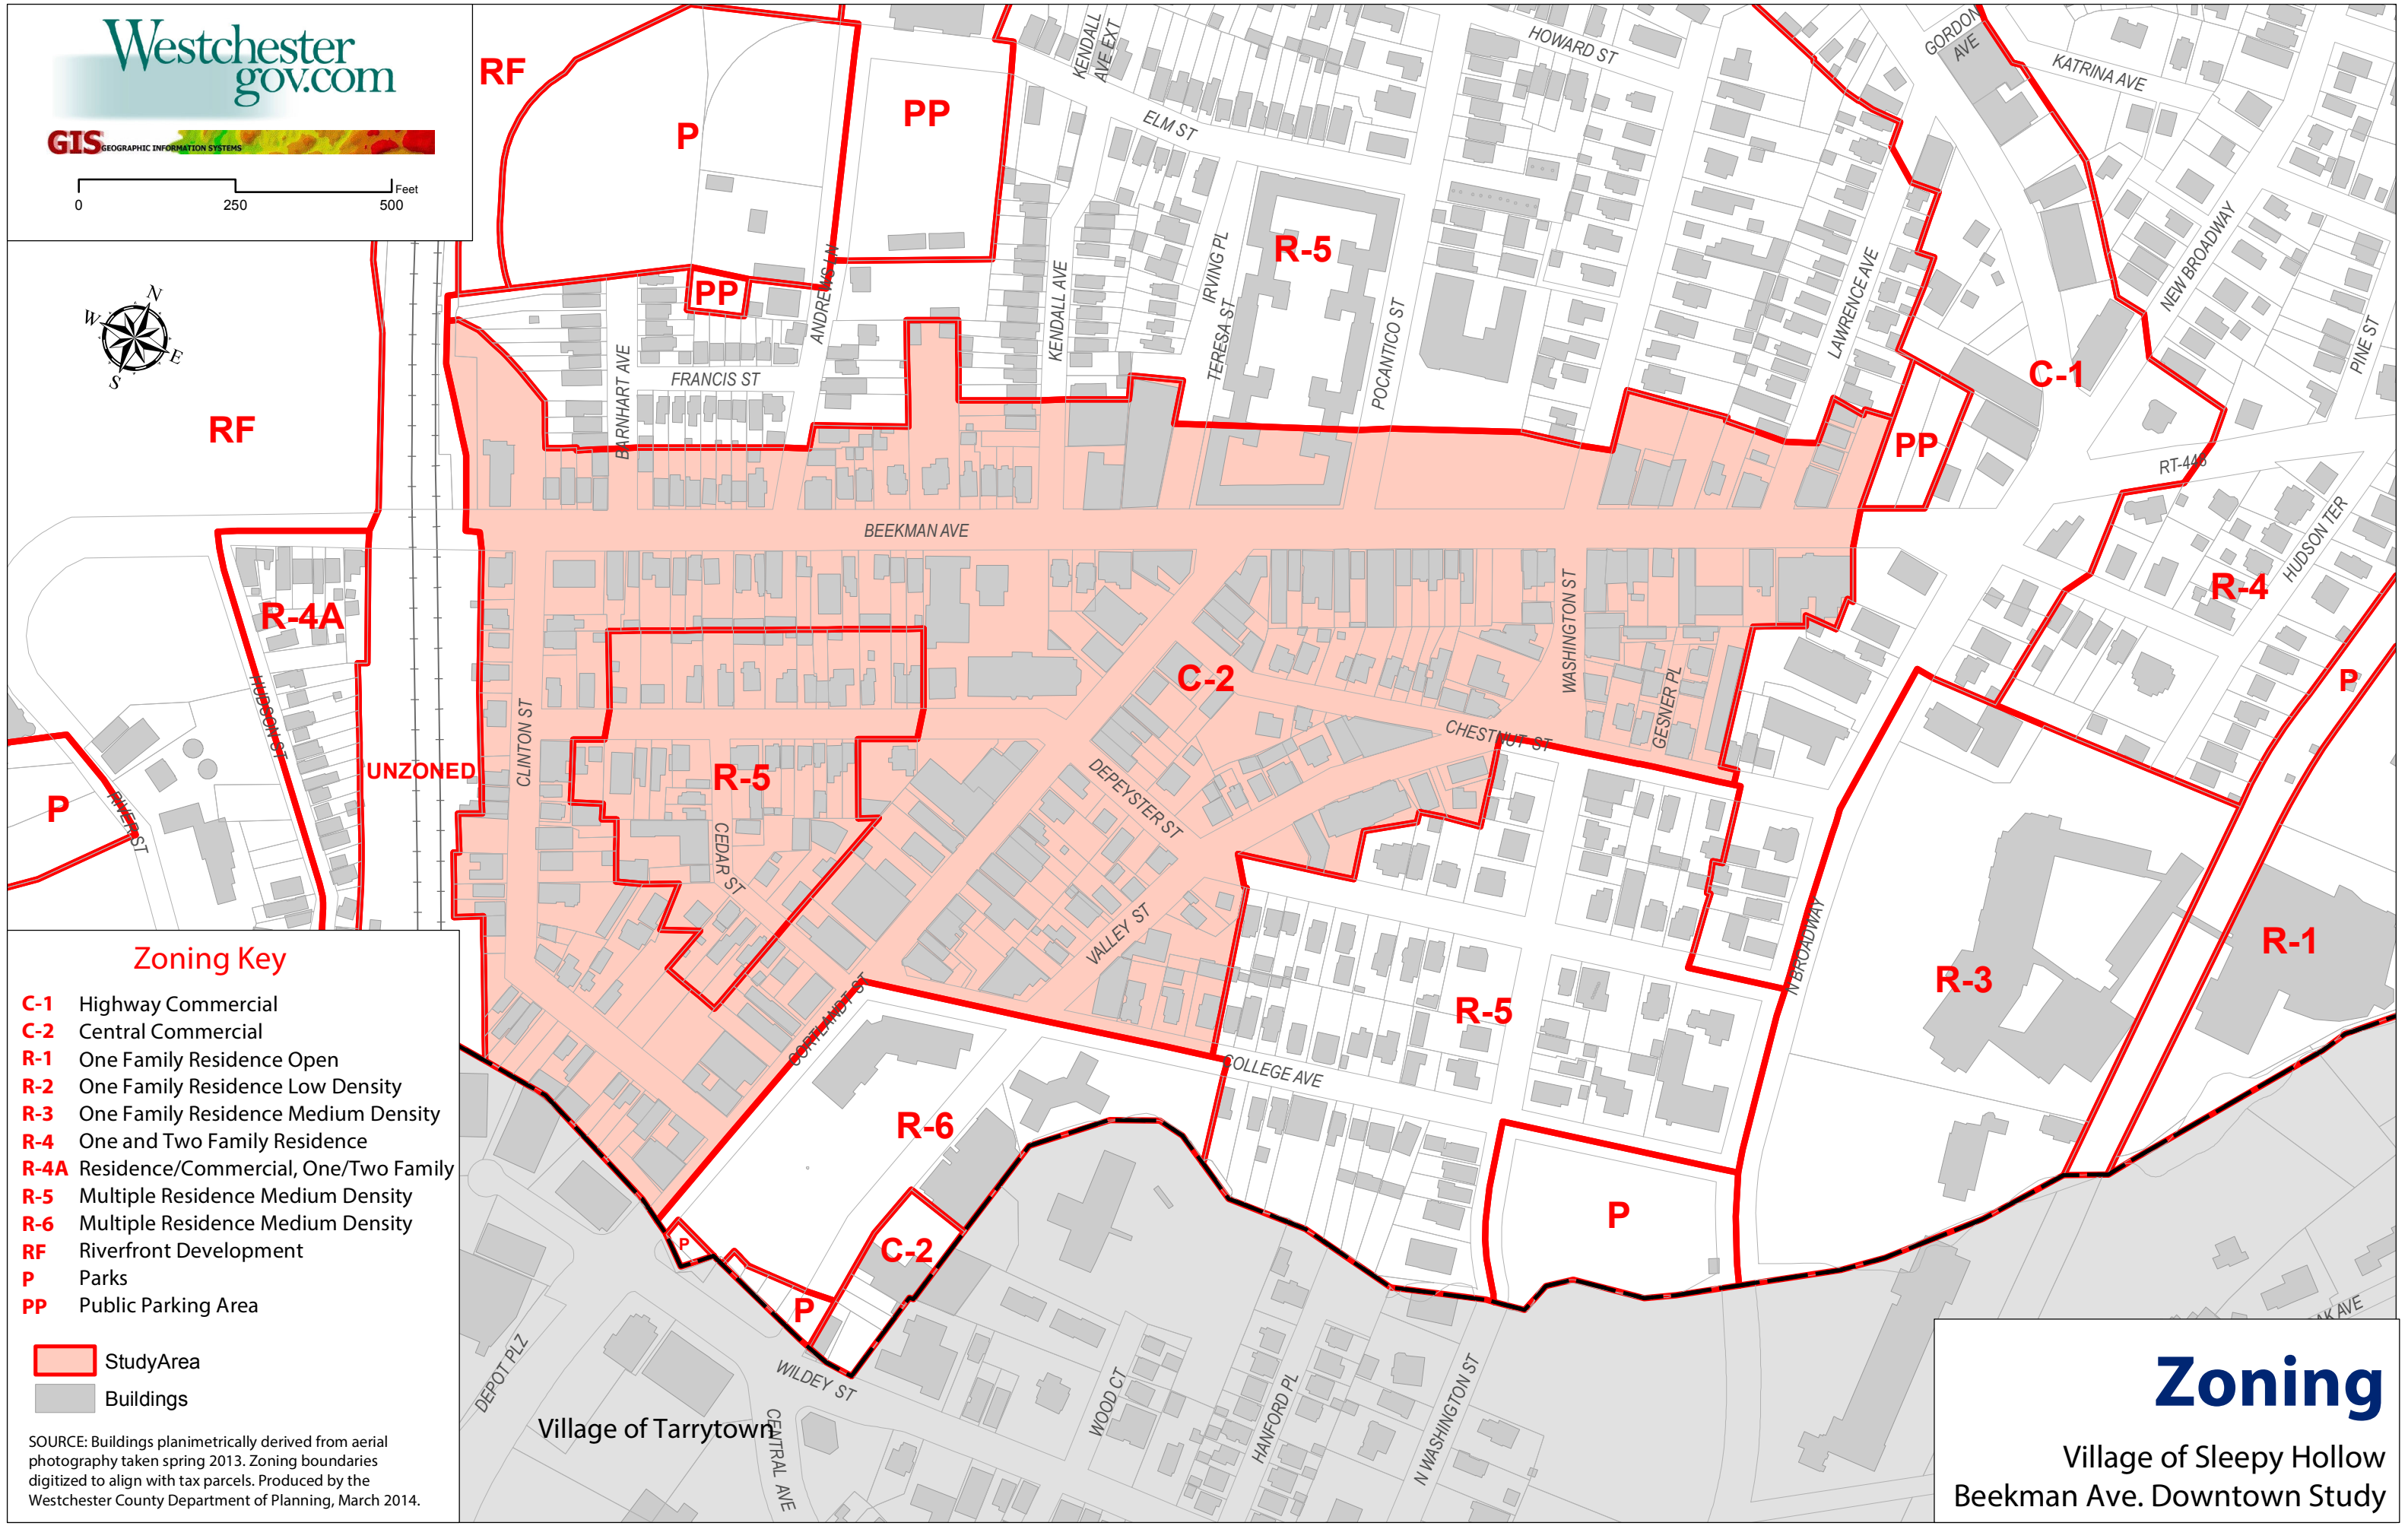 Westchester
gov.com
GIS GEOGRAPHIC INFORMATION SYSTEMS
Feet
0 250 500
N
W E
S
RF
P
PP
KENDALL
AVE EXT
ELM ST
HOWARD ST
GORDON
AVE
KATRINA AVE
R-5
IRVING PL
TERESA ST
POCANTICO ST
KENDALL AVE
ANDREWS LN
PP
FRANCIS ST
BARNHART AVE
LAWRENCE AVE
NEW BROADWAY
PINE ST
C-1
PP
RT-448
HUDSON TER
R-4
P
RF
BEEKMAN AVE
R-4A
HUDSON ST
UNZONED
CLINTON ST
C-2
WASHINGTON ST
GESNER PL
CHESTNUT ST
R-5
CEDAR ST
DEPEYSTER ST
VALLEY ST
CORTLANDT ST
P
RIVER ST
N BROADWAY
R-3
R-1
R-5
COLLEGE AVE
R-6
C-2
P
P
P
WILDEY ST
DEPOT PLZ
CENTRAL AVE
WOOD CT
HANFORD PL
N WASHINGTON ST
Village of Tarrytown
AK AVE
Zoning Key
C-1 Highway Commercial
C-2 Central Commercial
R-1 One Family Residence Open
R-2 One Family Residence Low Density
R-3 One Family Residence Medium Density
R-4 One and Two Family Residence
R-4A Residence/Commercial, One/Two Family
R-5 Multiple Residence Medium Density
R-6 Multiple Residence Medium Density
RF Riverfront Development
P Parks
PP Public Parking Area
StudyArea
Buildings
SOURCE: Buildings planimetrically derived from aerial
photography taken spring 2013. Zoning boundaries
digitized to align with tax parcels. Produced by the
Westchester County Department of Planning, March 2014.
Zoning
Village of Sleepy Hollow
Beekman Ave. Downtown Study